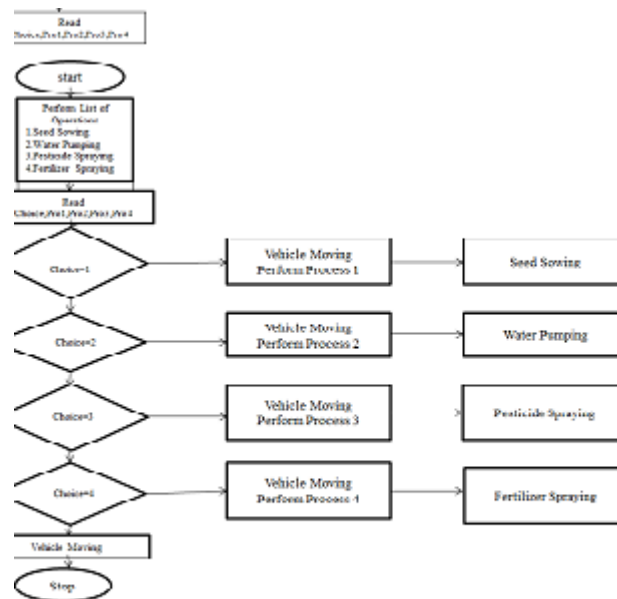 Read
start
Perform List of
Operations
1.Seed Sowing
2.Water Pumping
3.Pesticide Spraying
4.Fertilizer Spraying
Read
Choice,Pro1,Pro2,Pro3,Pro4
Choice=1
Vehicle Moving
Perform Process 1
Seed Sowing
Choice=2
Vehicle Moving
Perform Process 2
Water Pumping
Choice=3
Vehicle Moving
Perform Process 3
Pesticide Spraying
Choice=4
Vehicle Moving
Perform Process 4
Fertilizer Spraying
Vehicle Moving
Stop